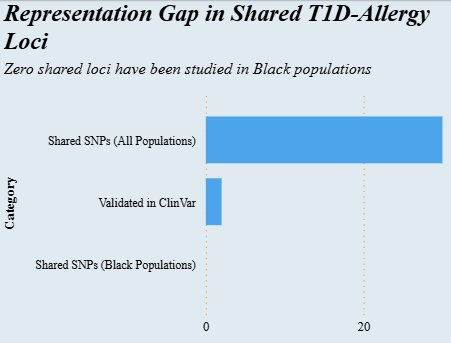 Representation Gap in Shared T1D-Allergy
Loci
Zero shared loci have been studied in Black populations
Shared SNPs (All Populations)
Validated in ClinVar
Shared SNPs (Black Populations)
Category
0
20